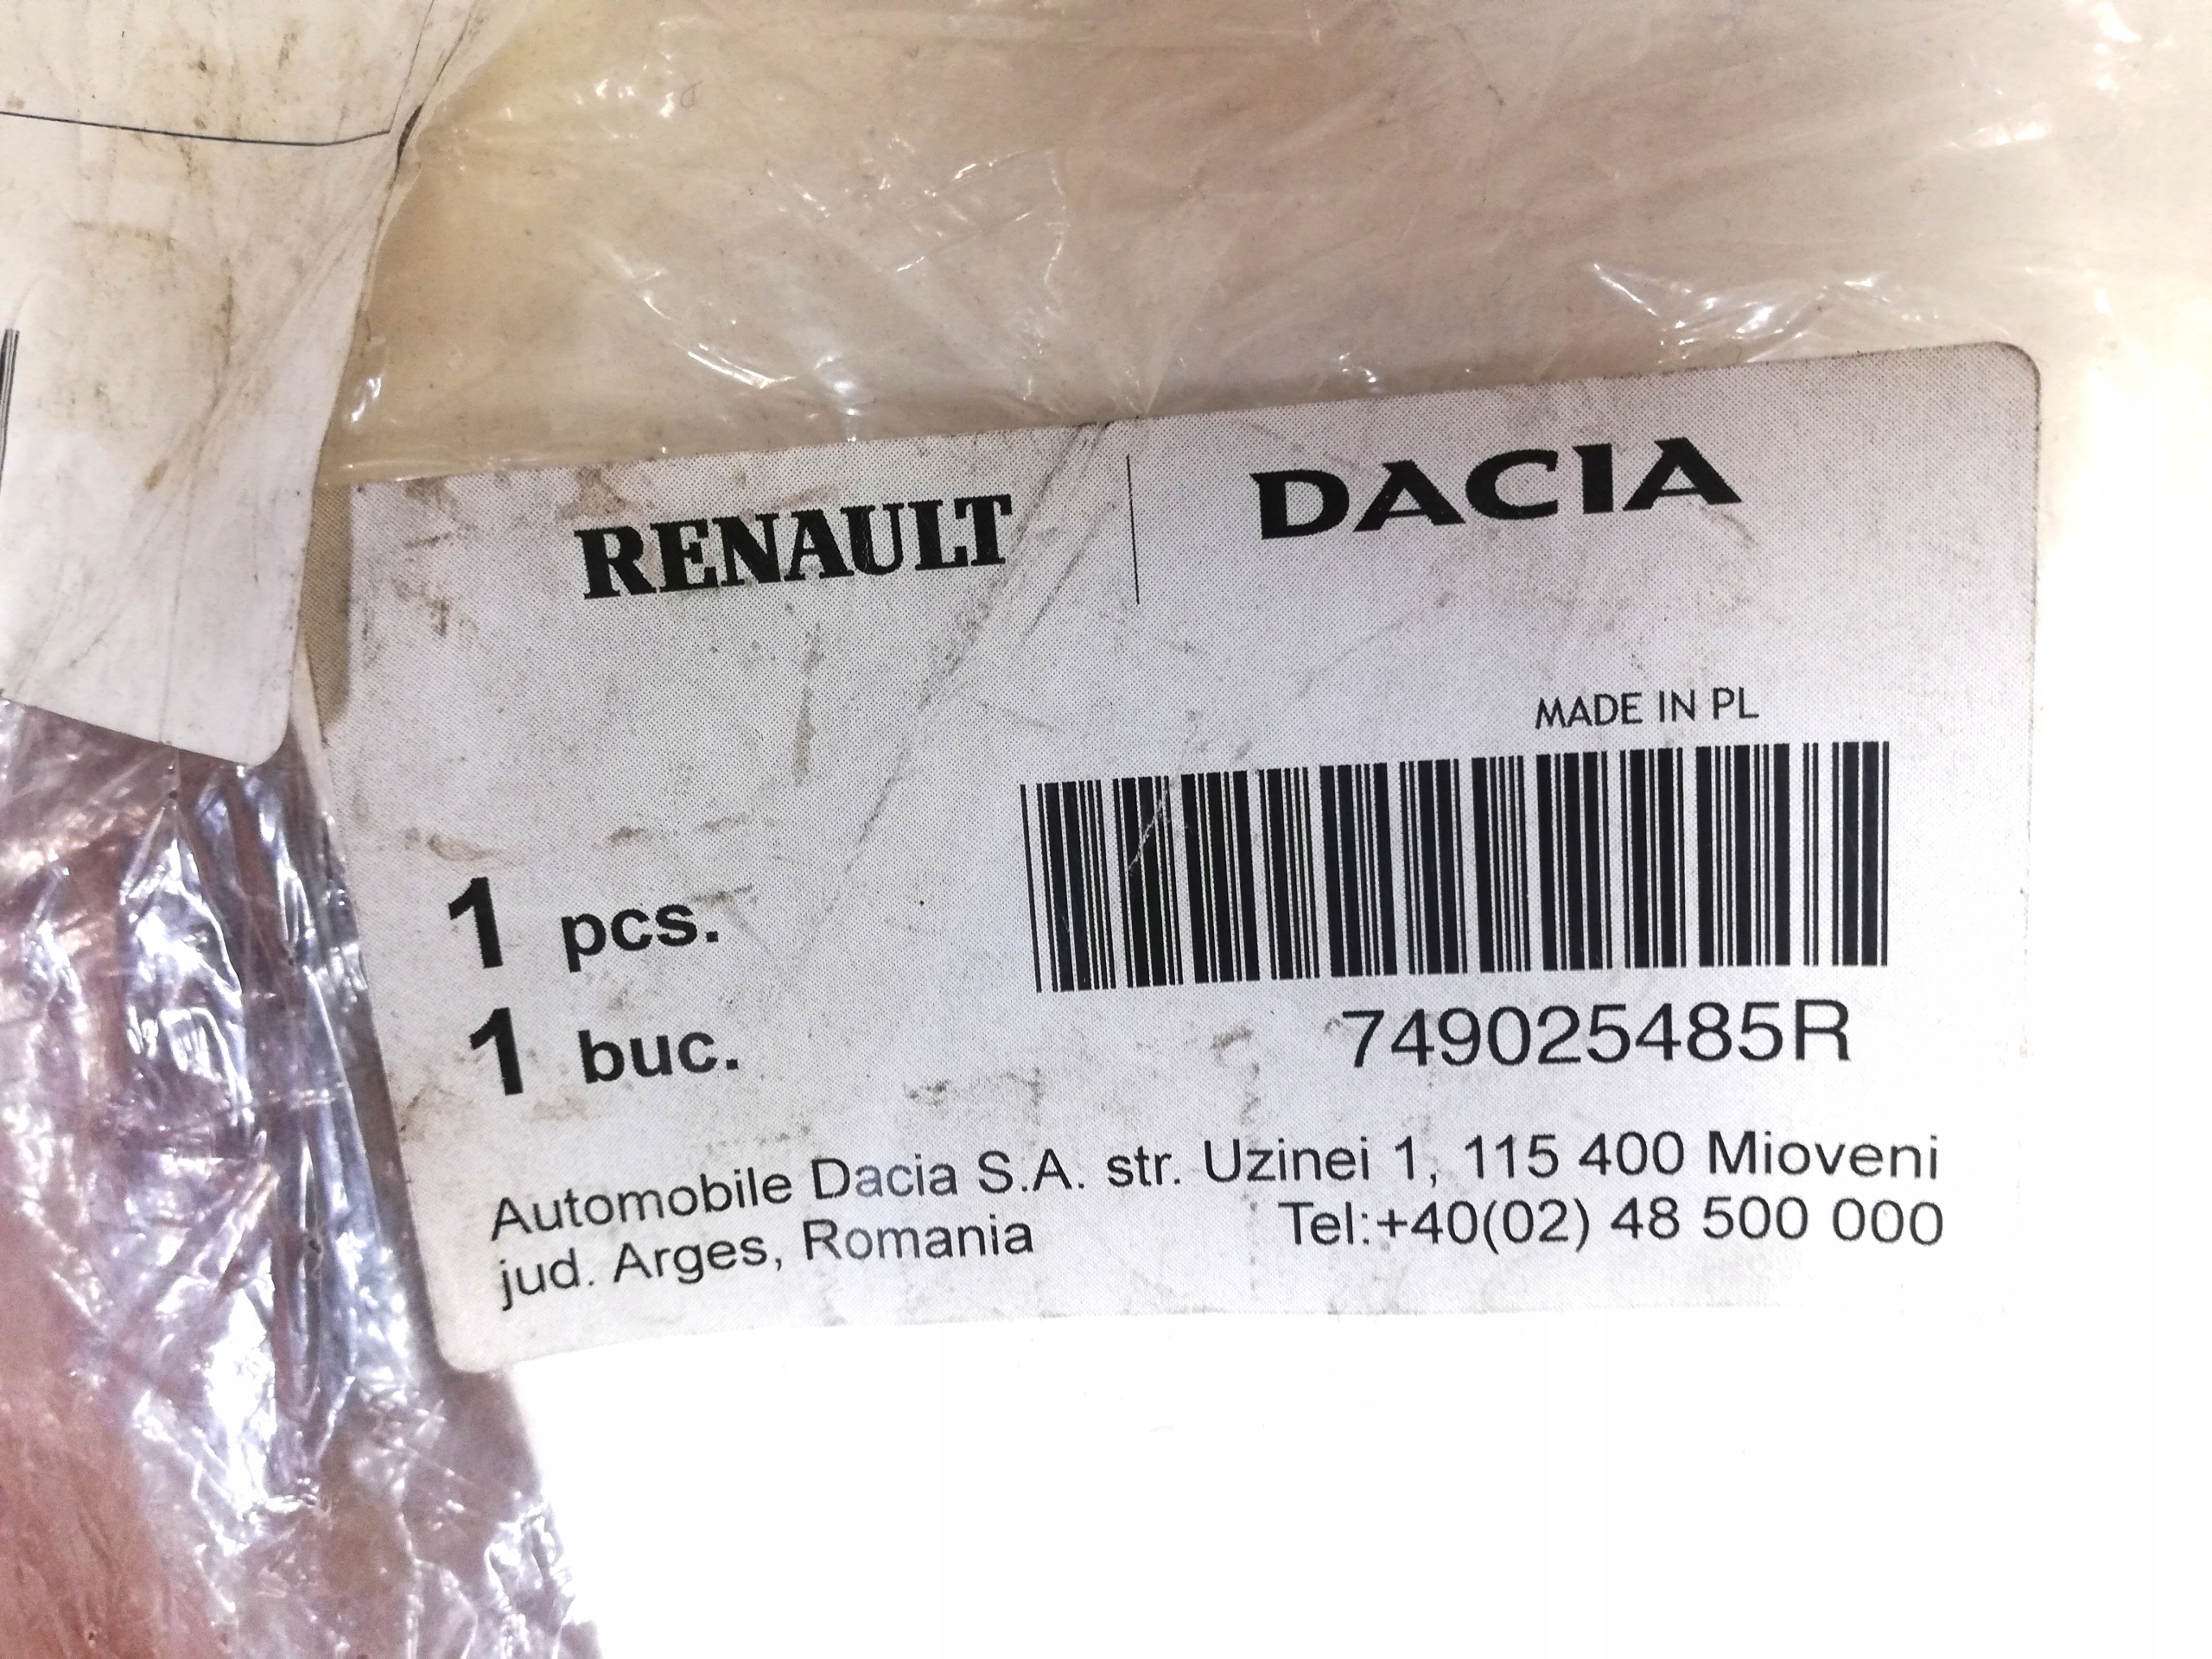 RENAULT DACIA
MADE IN PL
1 pcs.
1 buc.
749025485R
Automobile Dacia S.A. str. Uzinei 1, 115 400 Mioveni
jud. Arges, Romania Tel:+40(02) 48 500 000